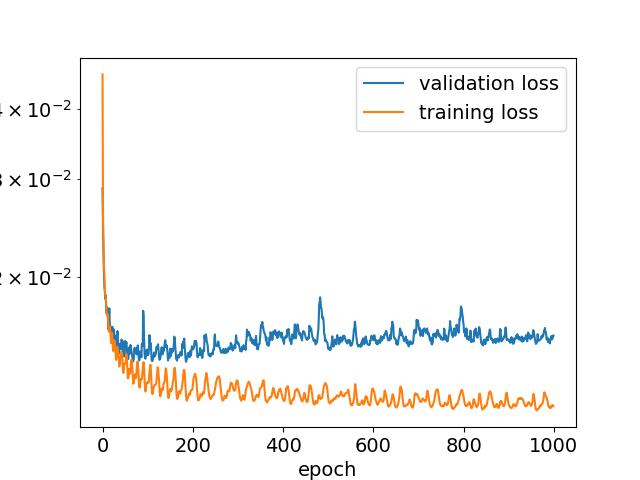 validation loss
training loss
4 × 10⁻²
3 × 10⁻²
2 × 10⁻²
0 200 400 600 800 1000
epoch